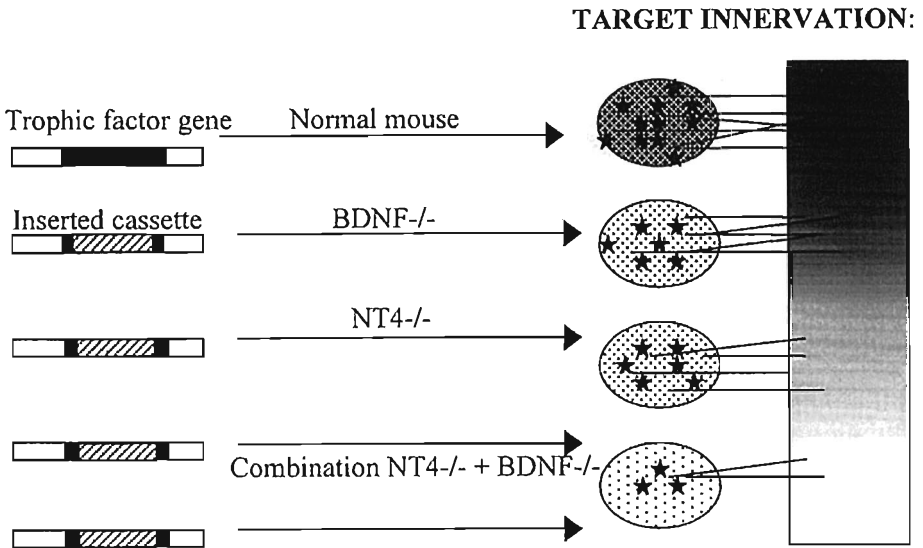 TARGET INNERVATION:
Trophic factor gene
Normal mouse
Inserted cassette
BDNF-/-
NT4-/-
Combination NT4-/- + BDNF-/-